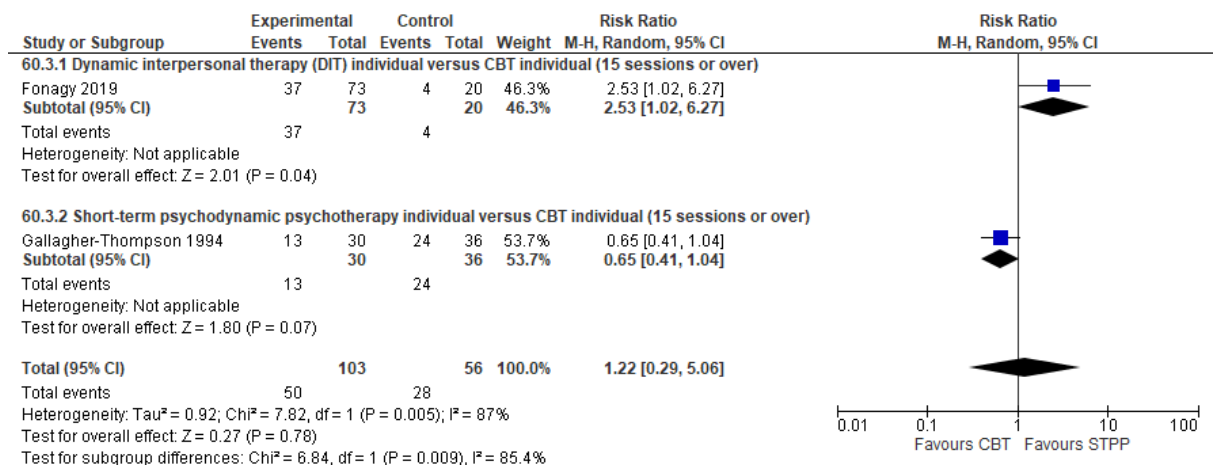 Experimental Control Risk Ratio Risk Ratio
Study or Subgroup Events Total Events Total Weight M-H, Random, 95% CI M-H, Random, 95% CI
60.3.1 Dynamic interpersonal therapy (DIT) individual versus CBT individual (15 sessions or over)
Fonagy 2019 37 73 4 20 46.3% 2.53 [1.02, 6.27]
Subtotal (95% CI) 73 20 46.3% 2.53 [1.02, 6.27]
Total events 37 4
Heterogeneity: Not applicable
Test for overall effect: Z = 2.01 (P = 0.04)
60.3.2 Short-term psychodynamic psychotherapy individual versus CBT individual (15 sessions or over)
Gallagher-Thompson 1994 13 30 24 36 53.7% 0.65 [0.41, 1.04]
Subtotal (95% CI) 30 36 53.7% 0.65 [0.41, 1.04]
Total events 13 24
Heterogeneity: Not applicable
Test for overall effect: Z = 1.80 (P = 0.07)
Total (95% CI) 103 56 100.0% 1.22 [0.29, 5.06]
Total events 50 28
Heterogeneity: Tau² = 0.92; Chi² = 7.82, df = 1 (P = 0.005); I² = 87%
Test for overall effect: Z = 0.27 (P = 0.78)
Test for subgroup differences: Chi² = 6.84, df = 1 (P = 0.009), I² = 85.4%
0.01 0.1 1 10 100
Favours CBT Favours STPP